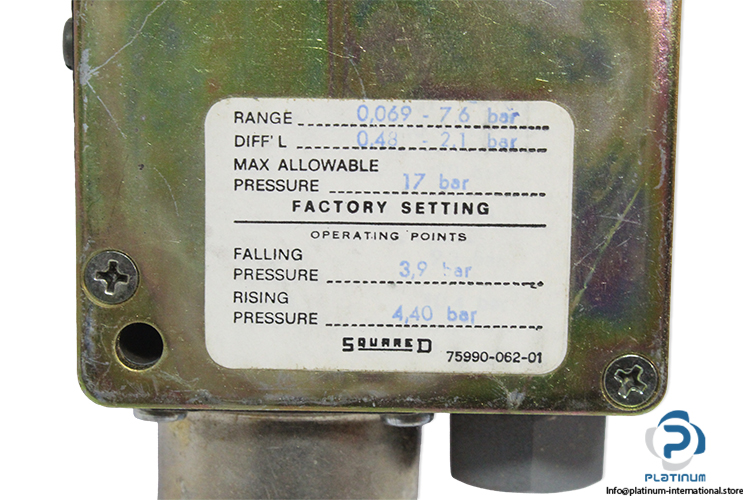 RANGE 0,069 - 7 6 bar
DIFF'L 0.48 - 2,1 bar
MAX ALLOWABLE
PRESSURE 17 bar
FACTORY SETTING
OPERATING POINTS
FALLING
PRESSURE 3,9 bar
RISING
PRESSURE 4,40 bar
SQUARE D 75990-062-01
PLATINUM
Info@platinum-international.store